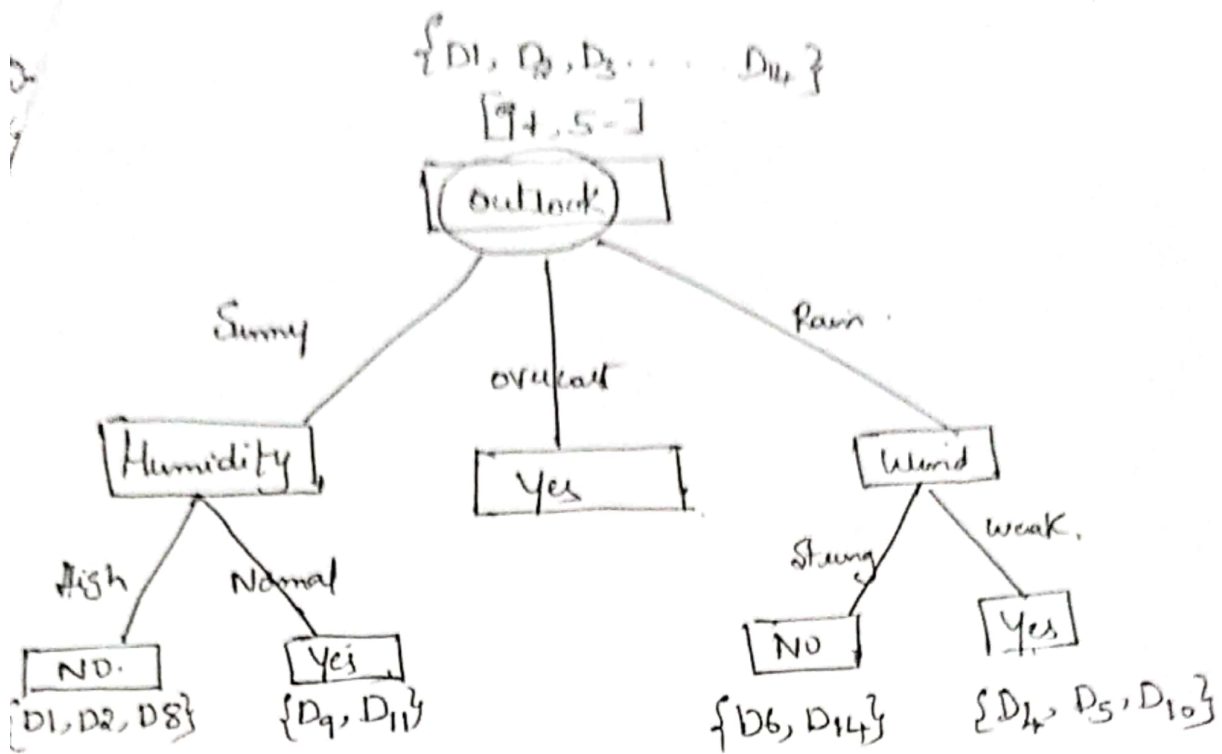 {D1, D2, D3 .... D14}
[9+, 5-]
Outlook
Sunny
Overcast
Rain
Humidity
Yes
Wind
High
Normal
Strong
Weak.
NO.
Yes
NO
Yes
{D1, D2, D8}
{D9, D11}
{D6, D14}
{D4, D5, D10}